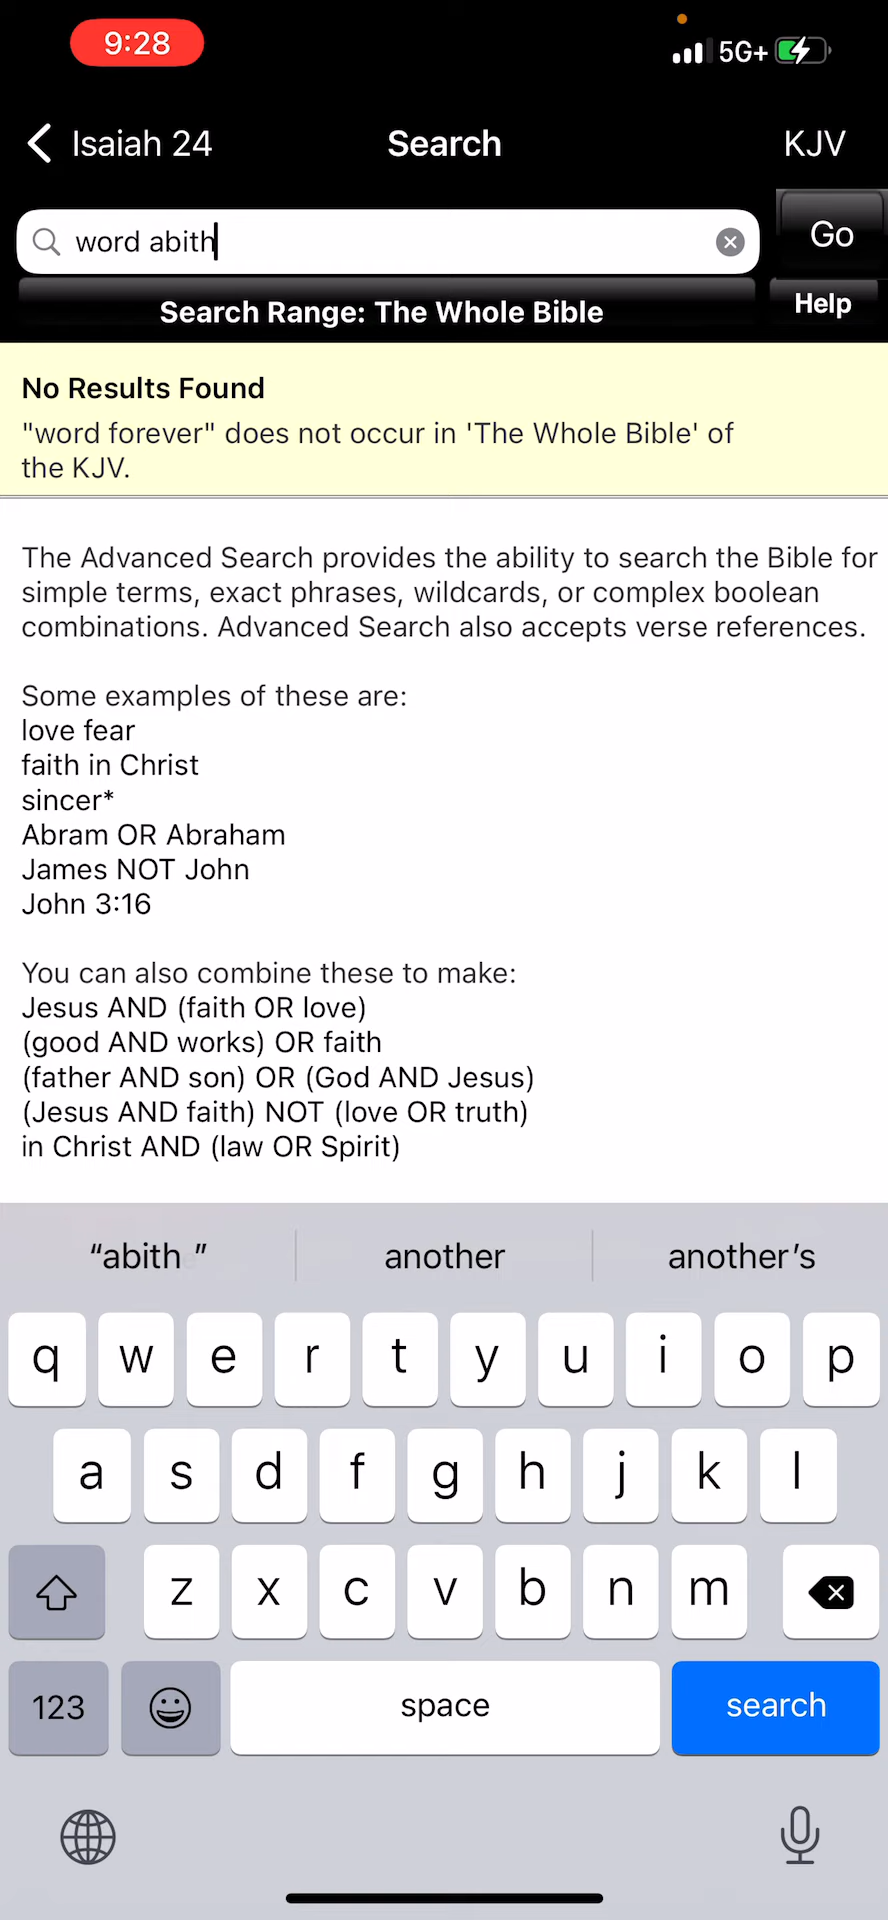 9:28
5G+
Isaiah 24
Search
KJV
word abith
Go
Search Range: The Whole Bible
Help
No Results Found
"word forever" does not occur in 'The Whole Bible' of
the KJV.
The Advanced Search provides the ability to search the Bible for
simple terms, exact phrases, wildcards, or complex boolean
combinations. Advanced Search also accepts verse references.
Some examples of these are:
love fear
faith in Christ
sincer*
Abram OR Abraham
James NOT John
John 3:16
You can also combine these to make:
Jesus AND (faith OR love)
(good AND works) OR faith
(father AND son) OR (God AND Jesus)
(Jesus AND faith) NOT (love OR truth)
in Christ AND (law OR Spirit)
“abith ” another another’s
q w e r t y u i o p
a s d f g h j k l
z x c v b n m
123 space search